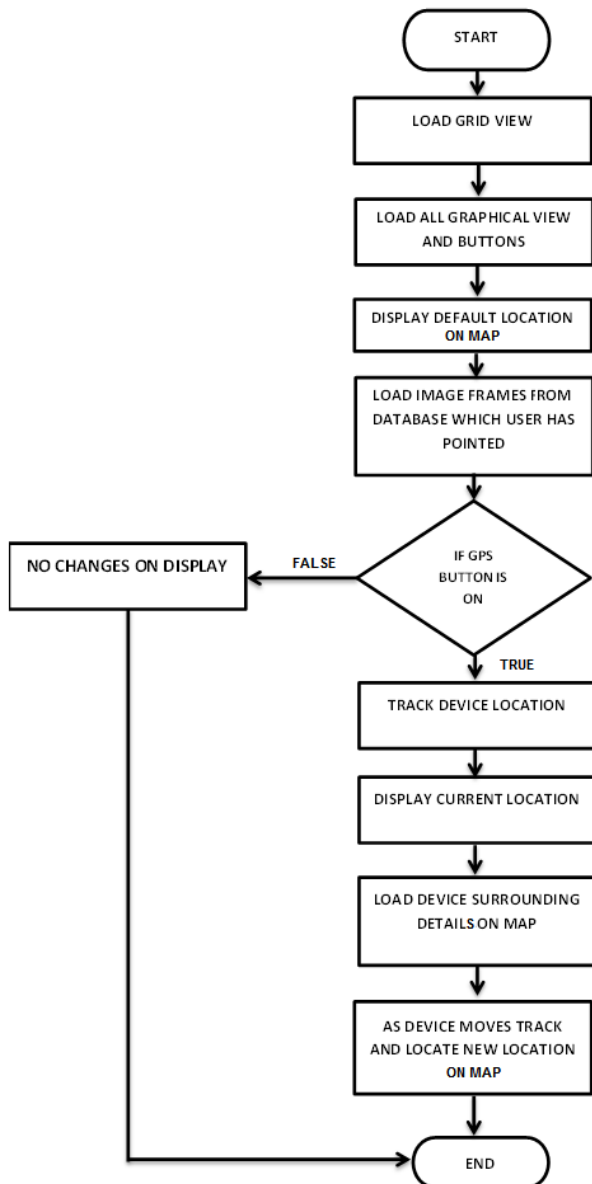 START
LOAD GRID VIEW
LOAD ALL GRAPHICAL VIEW
AND BUTTONS
DISPLAY DEFAULT LOCATION
ON MAP
LOAD IMAGE FRAMES FROM
DATABASE WHICH USER HAS
POINTED
IF GPS
BUTTON IS
ON
FALSE
NO CHANGES ON DISPLAY
TRUE
TRACK DEVICE LOCATION
DISPLAY CURRENT LOCATION
LOAD DEVICE SURROUNDING
DETAILS ON MAP
AS DEVICE MOVES TRACK
AND LOCATE NEW LOCATION
ON MAP
END